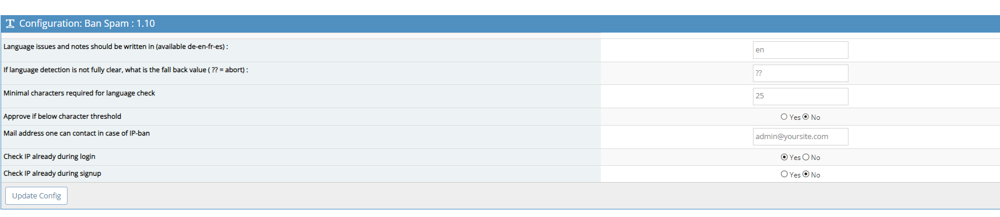 Configuration: Ban Spam : 1.10
Language issues and notes should be written in (available de-en-fr-es) :
en
If language detection is not fully clear, what is the fall back value ( ?? = abort) :
??
Minimal characters required for language check
25
Approve if below character threshold
Yes No
Mail address one can contact in case of IP-ban
admin@yoursite.com
Check IP already during login
Yes No
Check IP already during signup
Yes No
Update Config